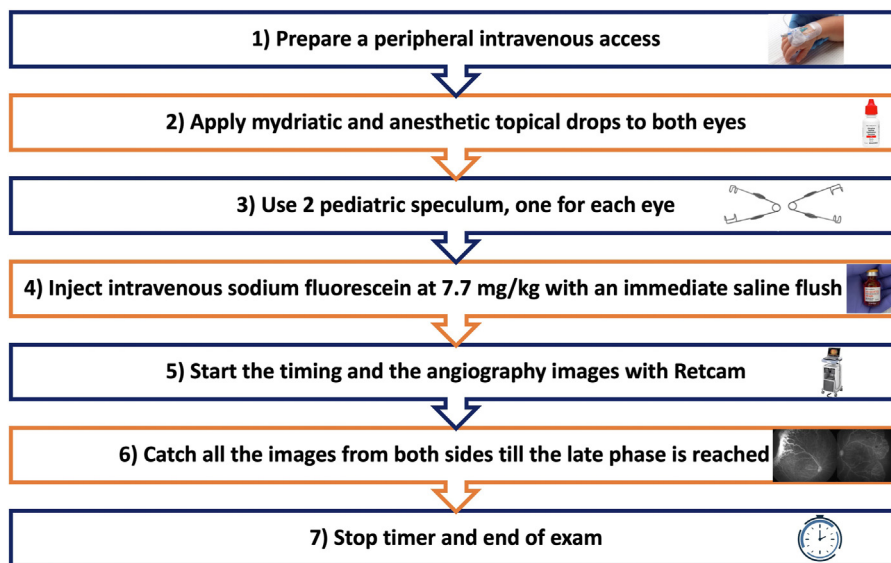 1) Prepare a peripheral intravenous access
2) Apply mydriatic and anesthetic topical drops to both eyes
3) Use 2 pediatric speculum, one for each eye
4) Inject intravenous sodium fluorescein at 7.7 mg/kg with an immediate saline flush
5) Start the timing and the angiography images with Retcam
6) Catch all the images from both sides till the late phase is reached
7) Stop timer and end of exam